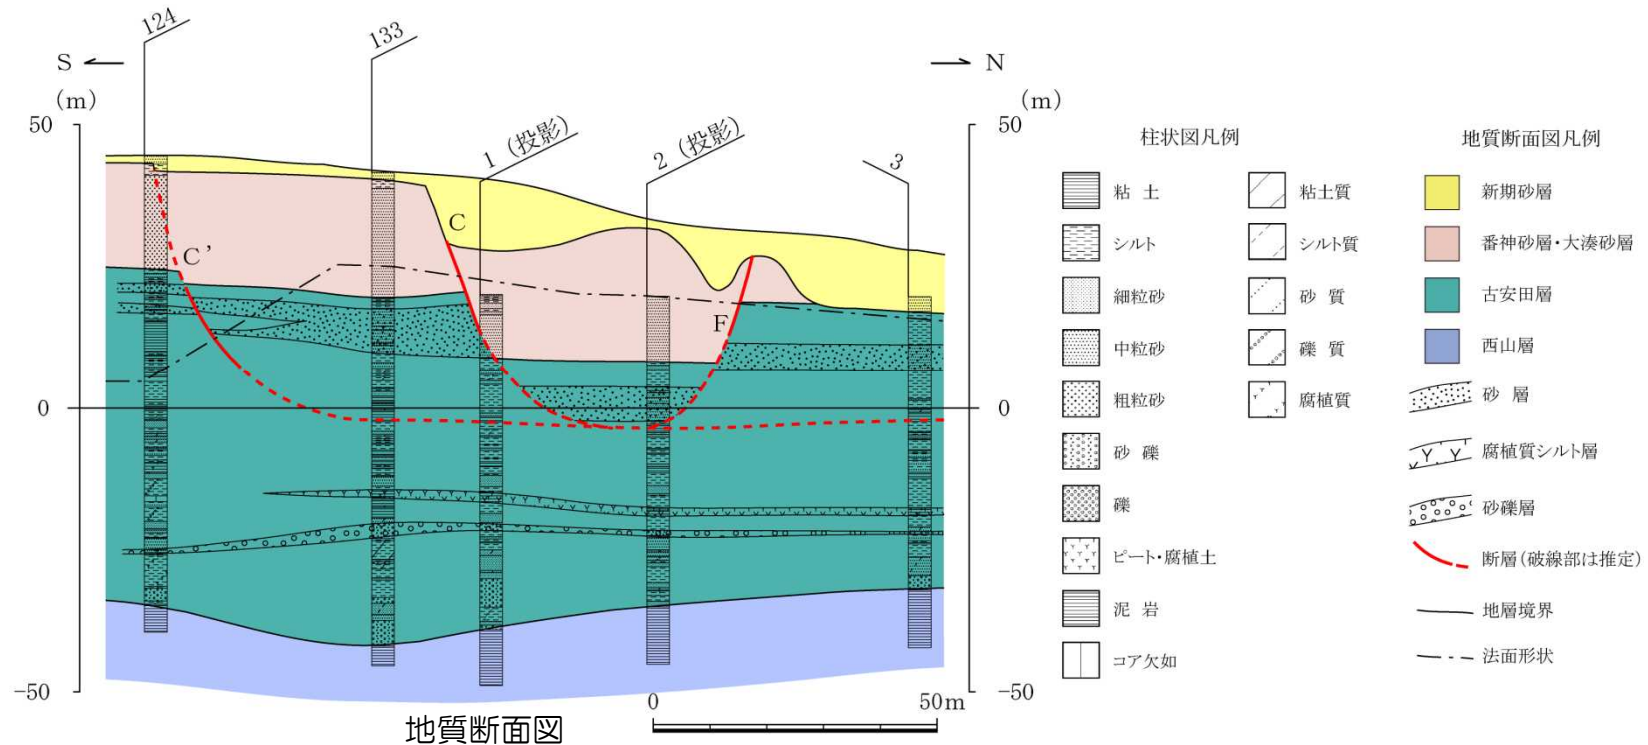 124
133
S
N
(m)
(m)
50
50
1（投影）
2（投影）
3
C
C’
F
0
0
-50
-50
0
50m
地質断面図
柱状図凡例
粘 土
シルト
細粒砂
中粒砂
粗粒砂
砂 礫
礫
ピート・腐植土
泥 岩
コア欠如
粘土質
シルト質
砂 質
礫 質
腐植質
地質断面図凡例
新期砂層
番神砂層・大湊砂層
古安田層
西山層
砂 層
腐植質シルト層
砂礫層
断層(破線部は推定)
地層境界
法面形状